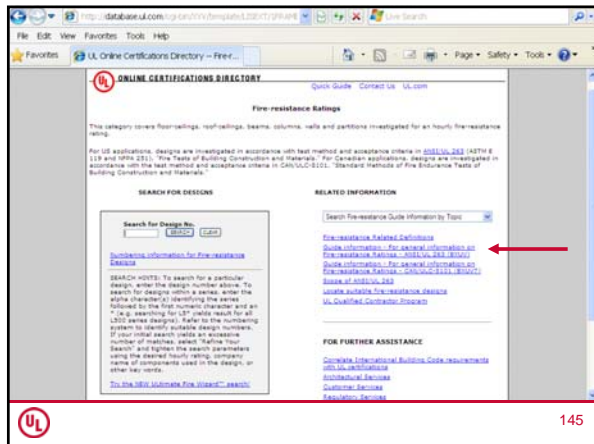 http://database.ul.com/cgi-bin/XYV/template/LISEXT/1FRAME
Live Search
File Edit View Favorites Tools Help
Favorites
UL Online Certifications Directory -- Fire-r...
Page Safety Tools
UL
ONLINE CERTIFICATIONS DIRECTORY
Quick Guide Contact Us UL.com
Fire-resistance Ratings
This category covers floor-ceilings, roof-ceilings, beams, columns, walls and partitions investigated for an hourly fire-resistance
rating.
For US applications, designs are investigated in accordance with test method and acceptance criteria in ANSI/UL 263 (ASTM E
119 and NFPA 251), "Fire Tests of Building Construction and Materials." For Canadian applications, designs are investigated in
accordance with the test method and acceptance criteria in CAN/ULC-S101, "Standard Methods of Fire Endurance Tests of
Building Construction and Materials."
SEARCH FOR DESIGNS
Search for Design No.
SEARCH CLEAR
Numbering information for Fire-resistance
Designs
SEARCH HINTS: To search for a particular
design, enter the design number above. To
search for designs within a series, enter the
alpha character(s) identifying the series
followed by the first numeric character and an
* (e.g. searching for L5* yields result for all
L500 series designs). Refer to the numbering
system to identify suitable design numbers.
If your initial search yields an excessive
number of matches, select "Refine Your
Search" and tighten the search parameters
using the desired hourly rating, company
name of components used in the design, or
other key words.
Try the NEW ULtimate Fire Wizard™ search!
RELATED INFORMATION
Search Fire-resistance Guide Information by Topic
Fire-resistance Related Definitions
Guide information - For general information on
Fire-resistance Ratings - ANSI/UL 263 (BXUV)
Guide information - For general information on
Fire-resistance Ratings - CAN/ULC-S101 (BXUV7)
Scope of ANSI/UL 263
Locate suitable fire-resistance designs
UL Qualified Contractor Program
FOR FURTHER ASSISTANCE
Correlate International Building Code requirements
with UL certifications
Architectural Services
Customer Services
Regulatory Services
UL
145